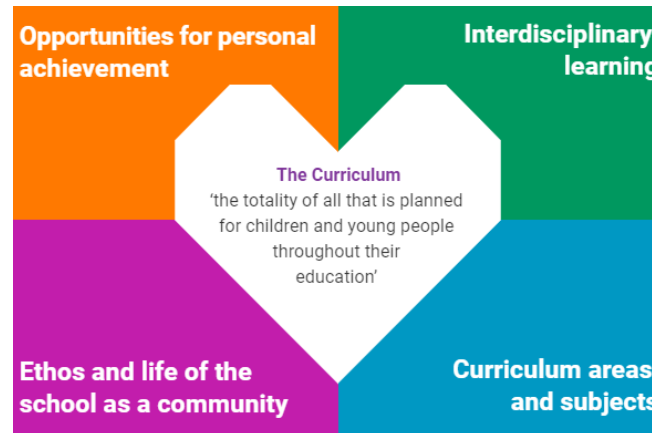 Opportunities for personal
achievement
Interdisciplinary
learning
The Curriculum
‘the totality of all that is planned
for children and young people
throughout their
education’
Ethos and life of the
school as a community
Curriculum areas
and subjects